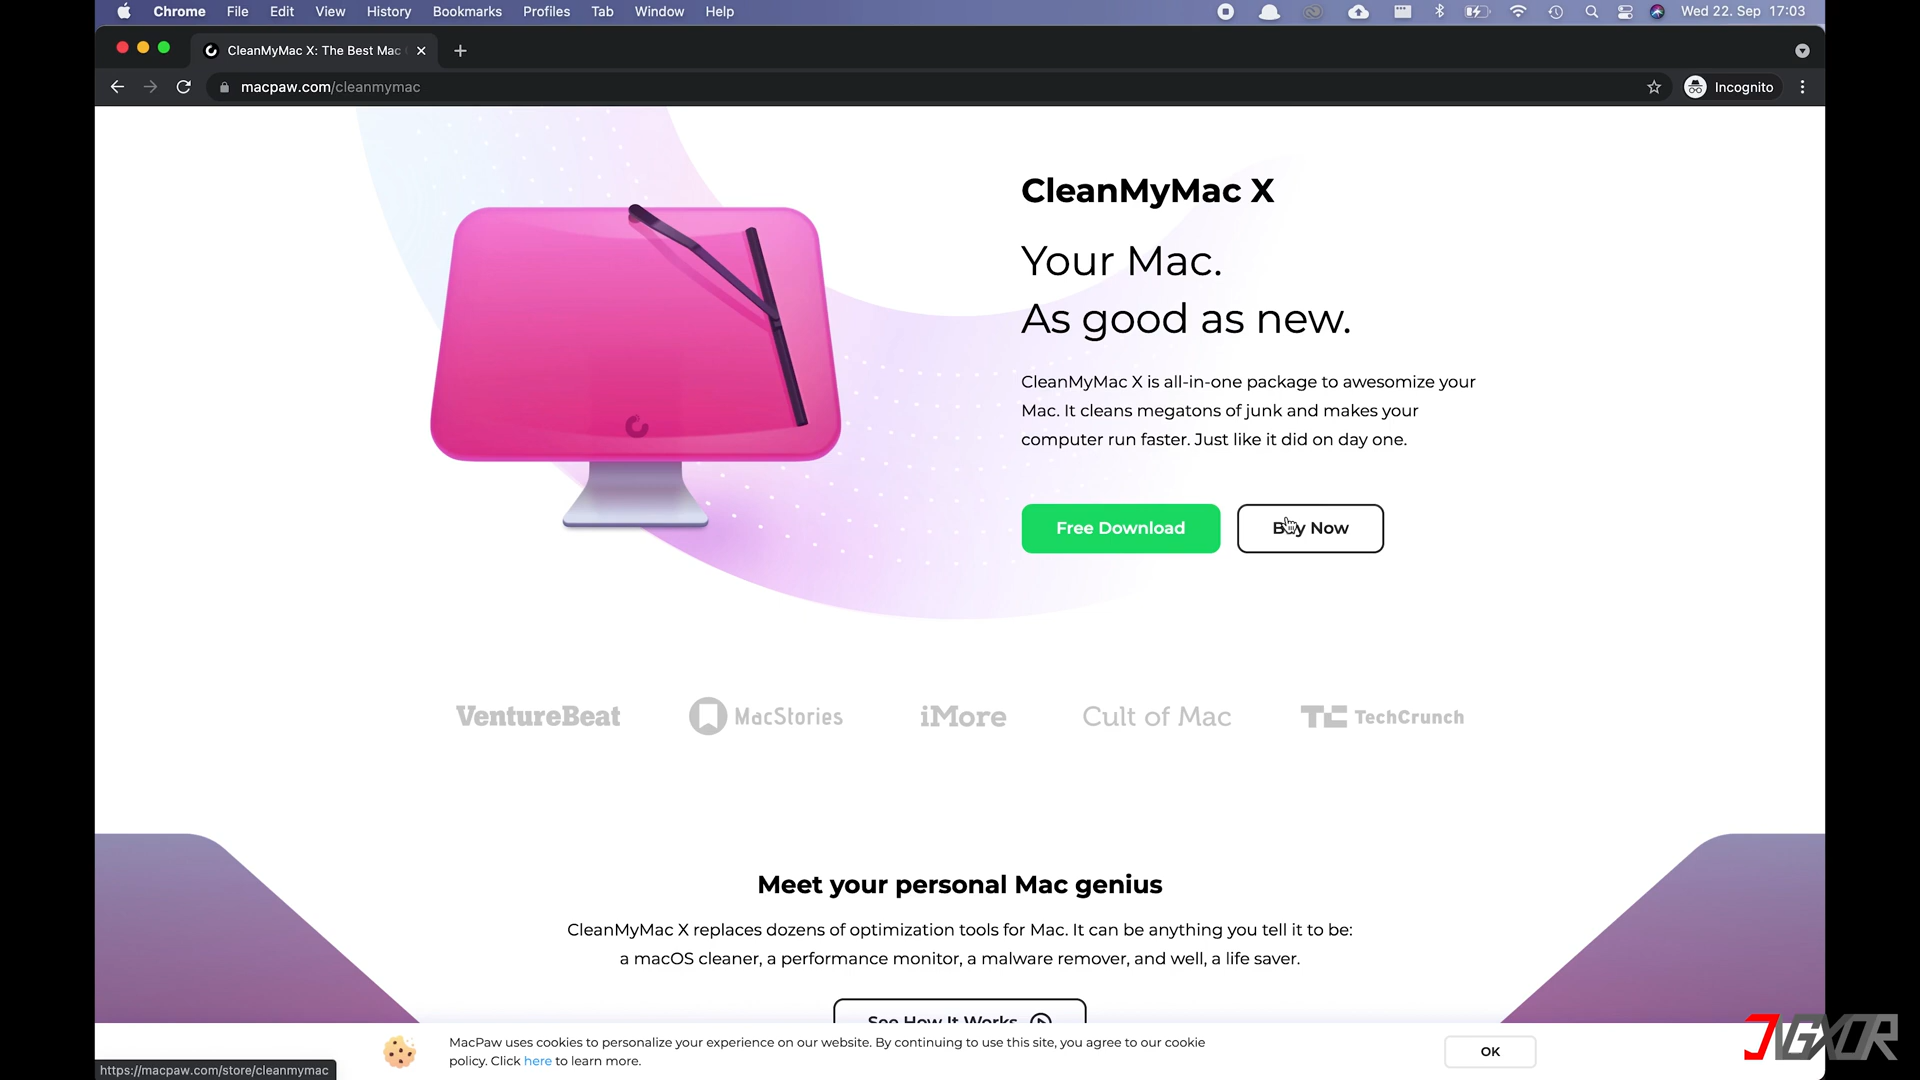 Chrome File Edit View History Bookmarks Profiles Tab Window Help
Wed 22. Sep 17:03
CleanMyMac X: The Best Mac
macpaw.com/cleanmymac
Incognito
CleanMyMac X
Your Mac.
As good as new.
CleanMyMac X is all-in-one package to awesomize your
Mac. It cleans megatons of junk and makes your
computer run faster. Just like it did on day one.
Free Download
Buy Now
VentureBeat
MacStories
iMore
Cult of Mac
TC TechCrunch
Meet your personal Mac genius
CleanMyMac X replaces dozens of optimization tools for Mac. It can be anything you tell it to be:
a macOS cleaner, a performance monitor, a malware remover, and well, a life saver.
See How It Works
MacPaw uses cookies to personalize your experience on our website. By continuing to use this site, you agree to our cookie
policy. Click here to learn more.
OK
https://macpaw.com/store/cleanmymac
JVGXOR